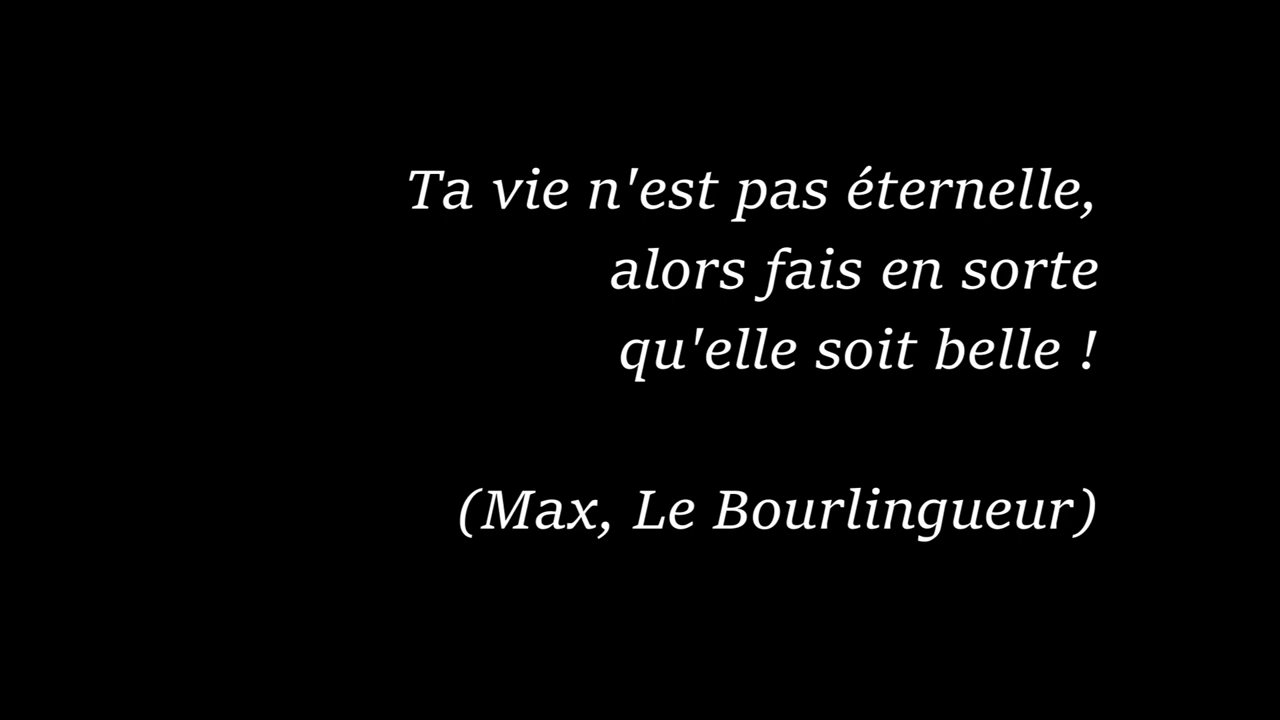 Ta vie n'est pas éternelle,
alors fais en sorte
qu'elle soit belle !
(Max, Le Bourlingueur)